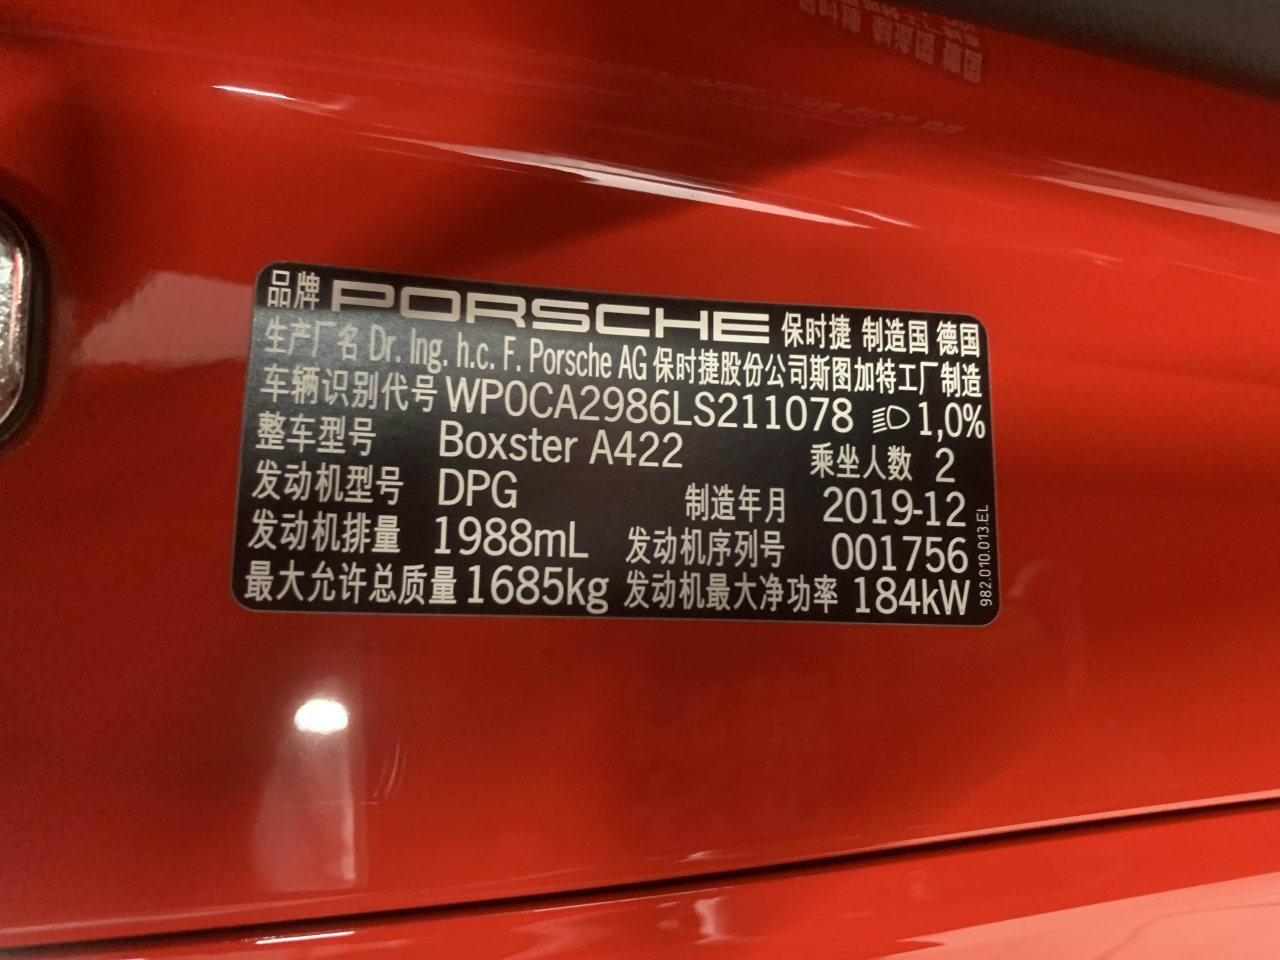 品牌 PORSCHE 保时捷 制造国 德国
生产厂名 Dr. Ing. h.c. F. Porsche AG 保时捷股份公司斯图加特工厂制造
车辆识别代号 WP0CA2986LS211078 1,0%
整车型号 Boxster A422 乘坐人数 2
发动机型号 DPG 制造年月 2019-12
发动机排量 1988mL 发动机序列号 001756
最大允许总质量 1685kg 发动机最大净功率 184kW
982.010.013.EL